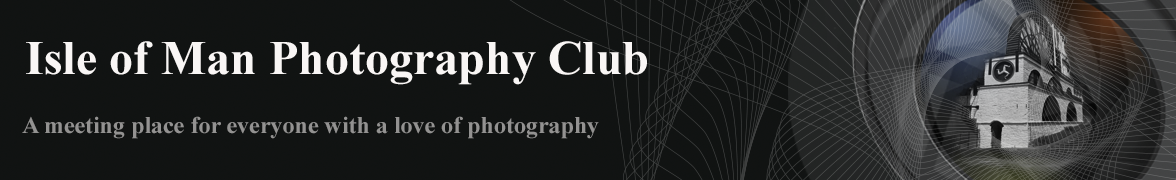 Isle of Man Photography Club
A meeting place for everyone with a love of photography